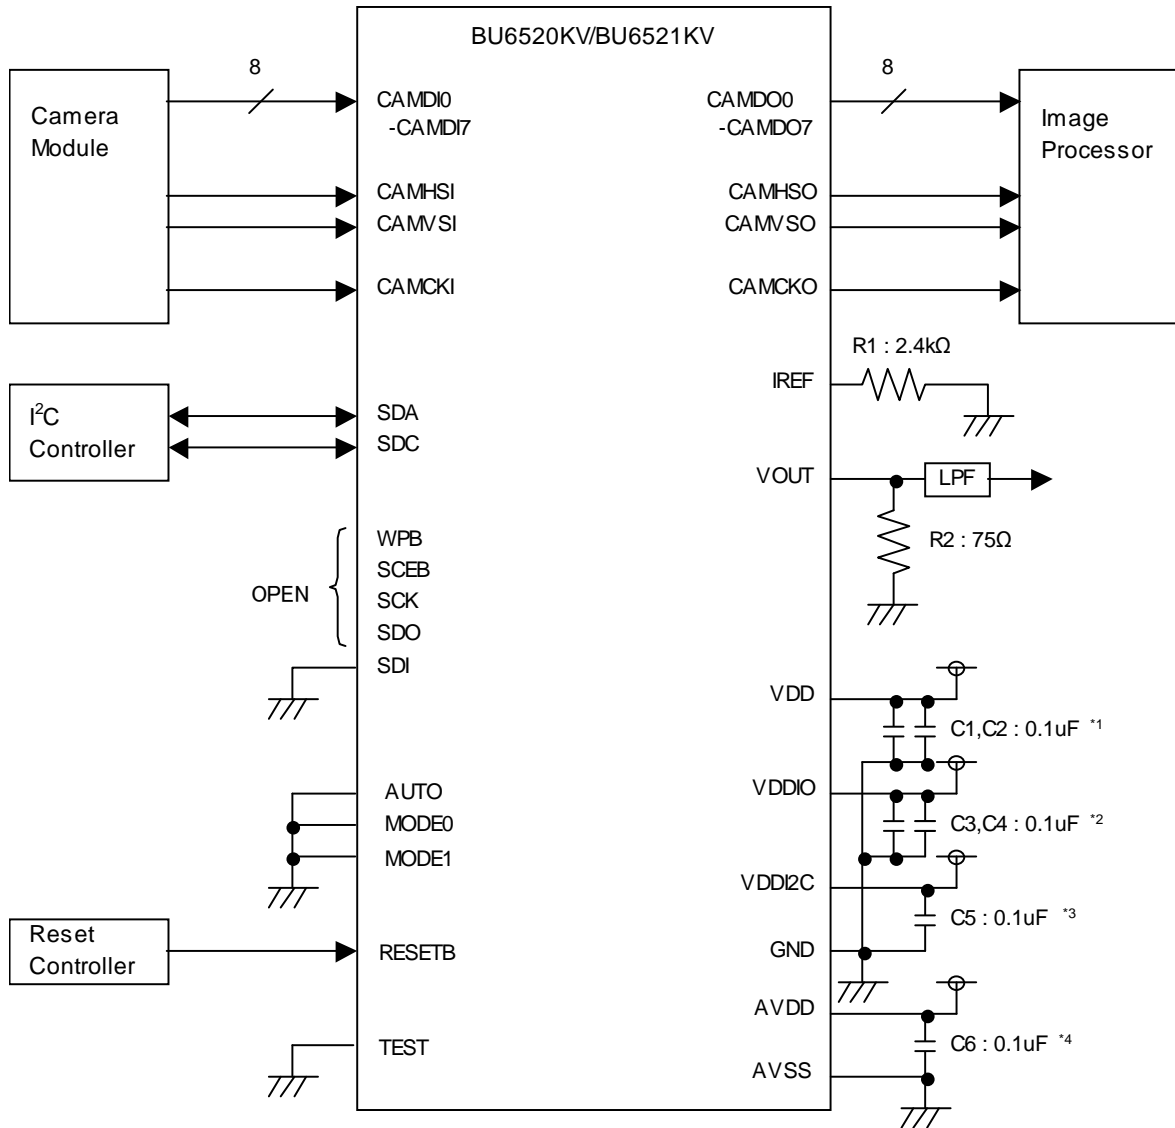 BU6520KV/BU6521KV
8
8
Camera
Module
CAMDI0
-CAMDI7
CAMDO0
-CAMDO7
Image
Processor
CAMHSI
CAMHSO
CAMVSI
CAMVSO
CAMCKI
CAMCKO
R1 : 2.4kΩ
IREF
I²C
Controller
SDA
SDC
VOUT
LPF
R2 : 75Ω
OPEN
WPB
SCEB
SCK
SDO
SDI
VDD
C1,C2 : 0.1uF *1
AUTO
VDDIO
MODE0
C3,C4 : 0.1uF *2
MODE1
VDDI2C
C5 : 0.1uF *3
Reset
Controller
RESETB
GND
AVDD
TEST
C6 : 0.1uF *4
AVSS